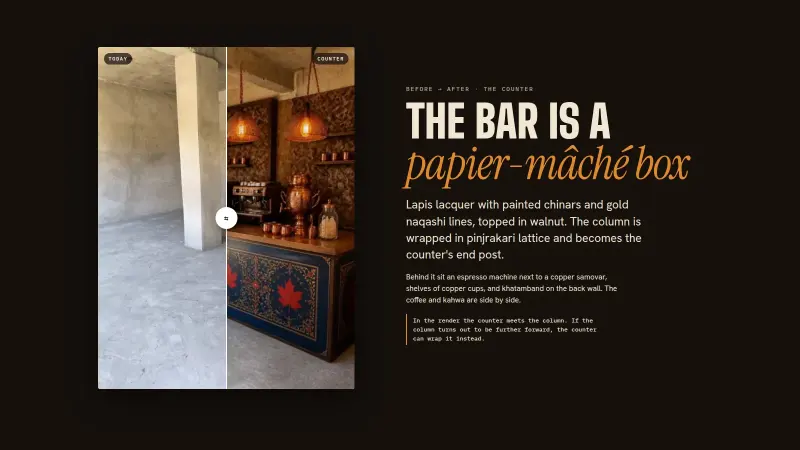 TODAY
COUNTER
BEFORE → AFTER · THE COUNTER
THE BAR IS A
papier-mâché box
Lapis lacquer with painted chinars and gold
naqashi lines, topped in walnut. The column is
wrapped in pinjrakari lattice and becomes the
counter's end post.
Behind it sit an espresso machine next to a copper samovar,
shelves of copper cups, and khatamband on the back wall. The
coffee and kahwa are side by side.
In the render the counter meets the column. If the
column turns out to be further forward, the counter
can wrap it instead.